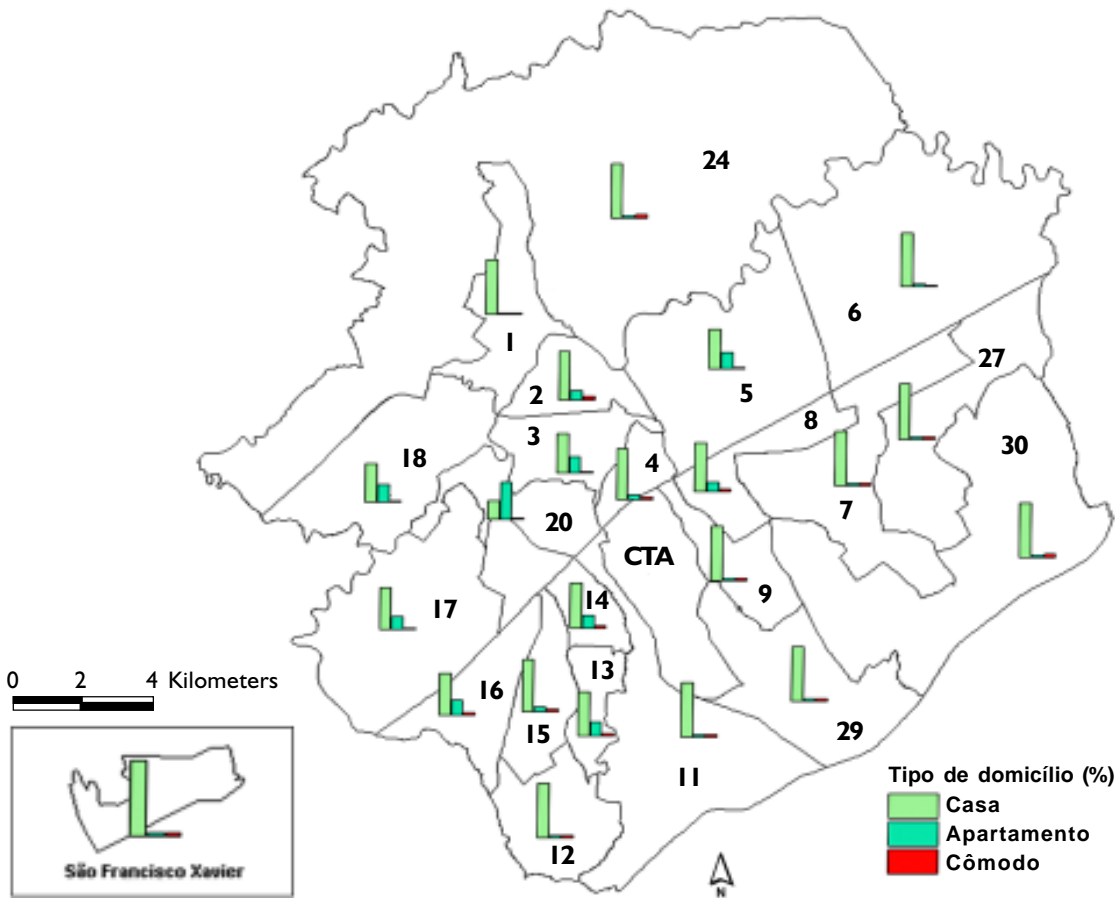 24
6
1
27
2
5
8
3
18
4
30
7
20
CTA
9
14
17
13
0 2 4 Kilometers
16
15
29
11
Tipo de domicílio (%)
Casa
Apartamento
Cômodo
São Francisco Xavier
12
N